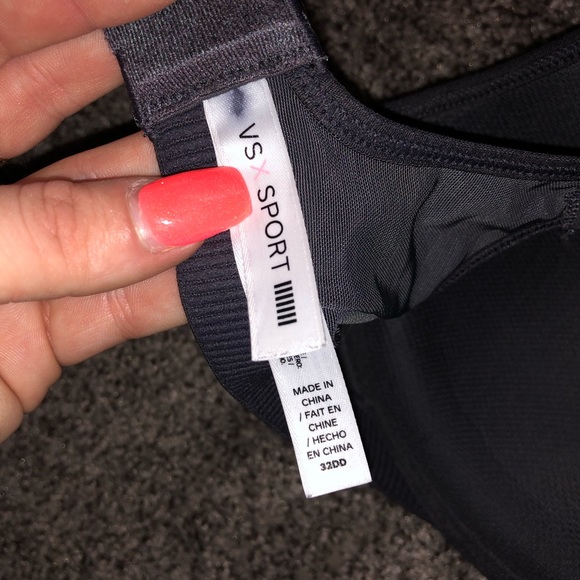 VS X SPORT
MADE IN
CHINA
/ FAIT EN
CHINE
/ HECHO
EN CHINA
32DD